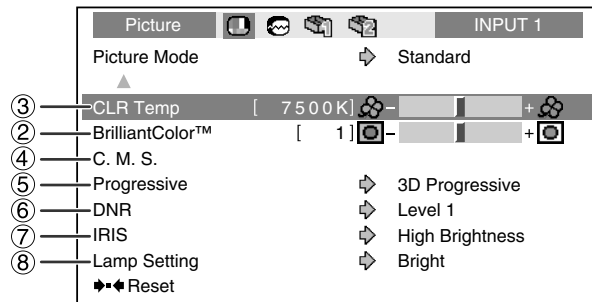 Picture INPUT 1
Picture Mode Standard
③ CLR Temp [ 7500K] – +
② BrilliantColor™ [ 1] – +
④ C. M. S.
⑤ Progressive 3D Progressive
⑥ DNR Level 1
⑦ IRIS High Brightness
⑧ Lamp Setting Bright
Reset